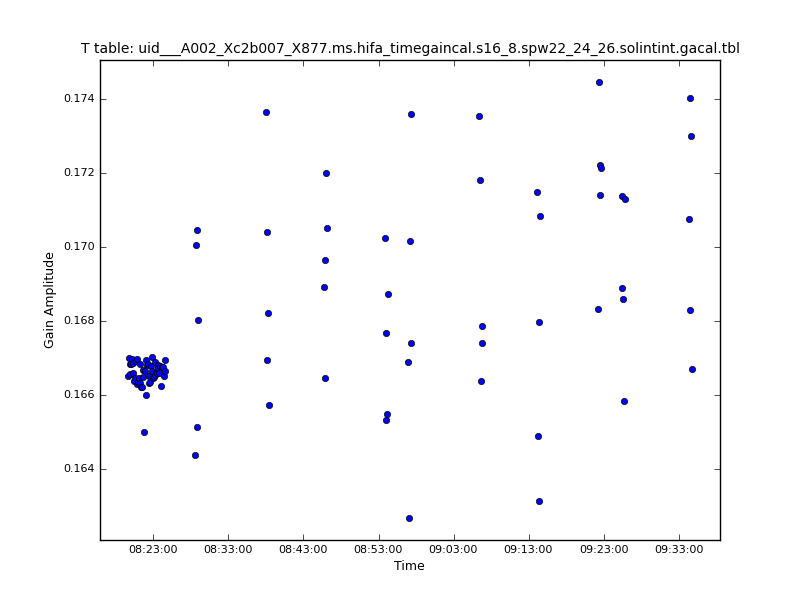 T table: uid___A002_Xc2b007_X877.ms.hifa_timegaincal.s16_8.spw22_24_26.solintint.gacal.tbl
0.174
0.172
0.170
0.168
0.166
0.164
Gain Amplitude
08:23:00 08:33:00 08:43:00 08:53:00 09:03:00 09:13:00 09:23:00 09:33:00
Time